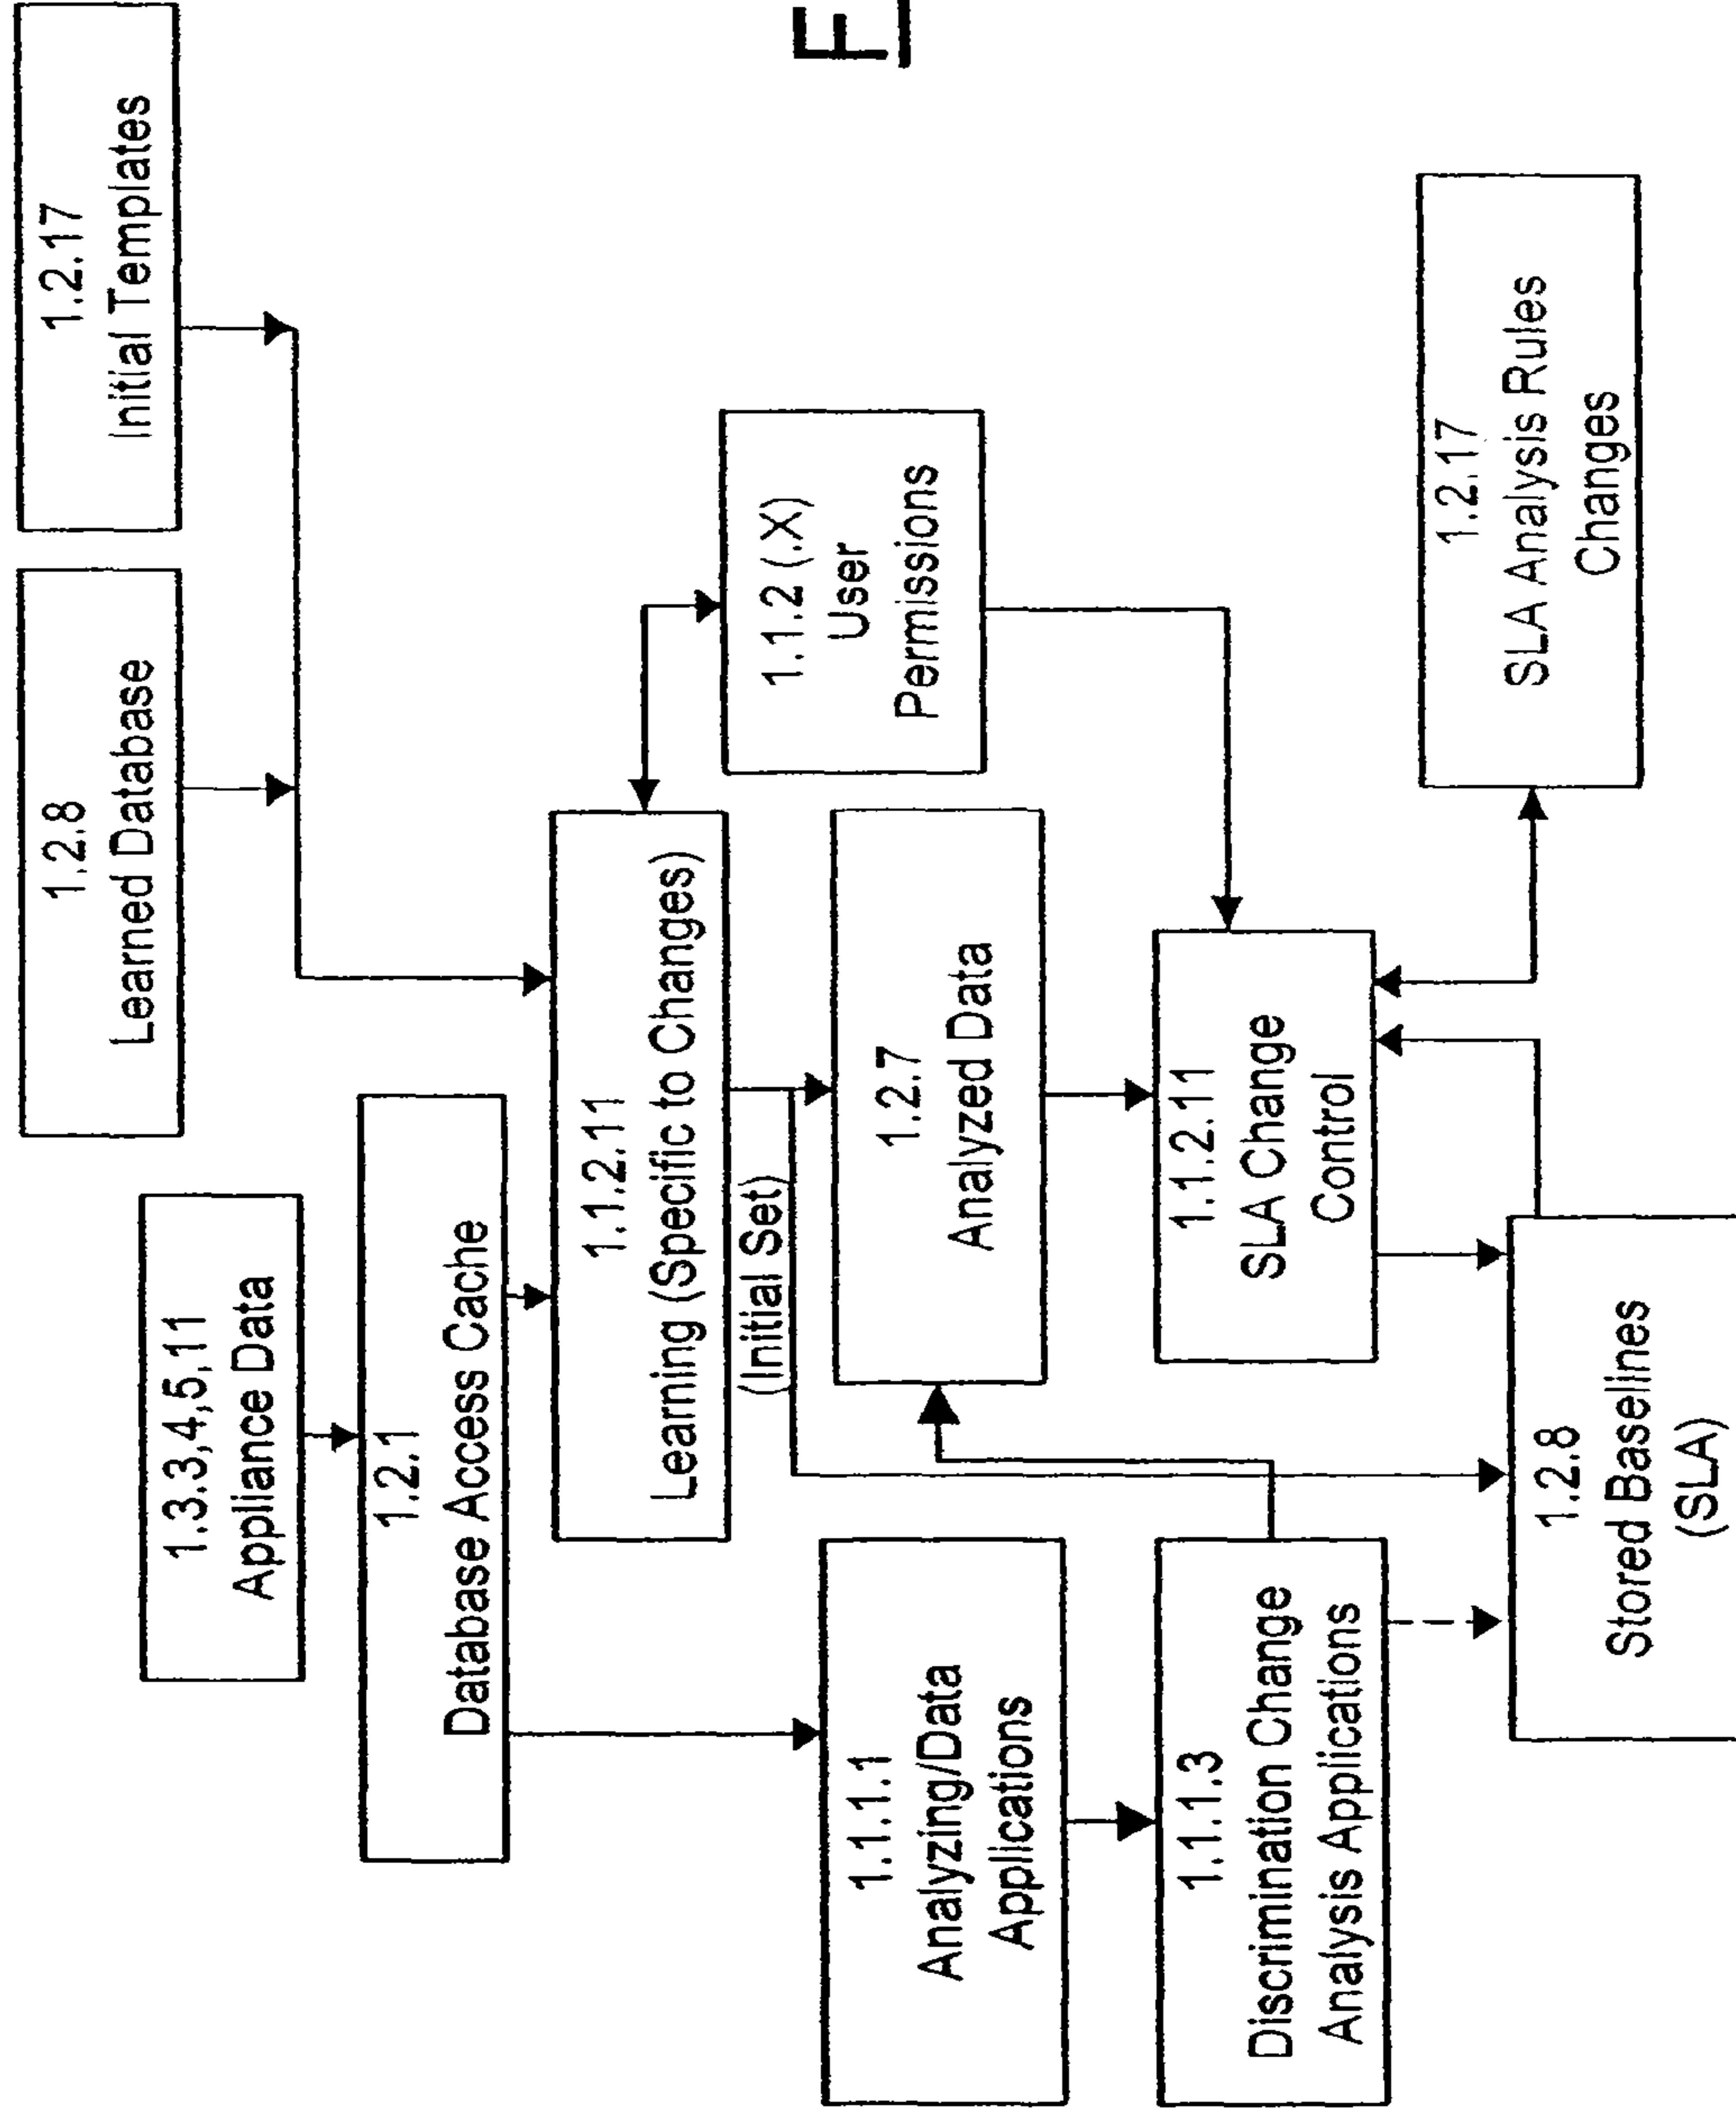 1.2.17
Initial Templates
1.2.8
Learned Database
1.3.3,4,5,11
Appliance Data
1.2.1
Database Access Cache
1.1.2.11
Learning (Specific to Changes)
(Initial Set)
1.1.2 (.X)
User
Permissions
1.1.1.1
Analyzing/Data
Applications
1.2.7
Analyzed Data
1.1.1.3
Discrimination Change
Analysis Applications
1.1.2.11
SLA Change
Control
1.2.17
SLA Analysis Rules
Changes
1.2.8
Stored Baselines
(SLA)